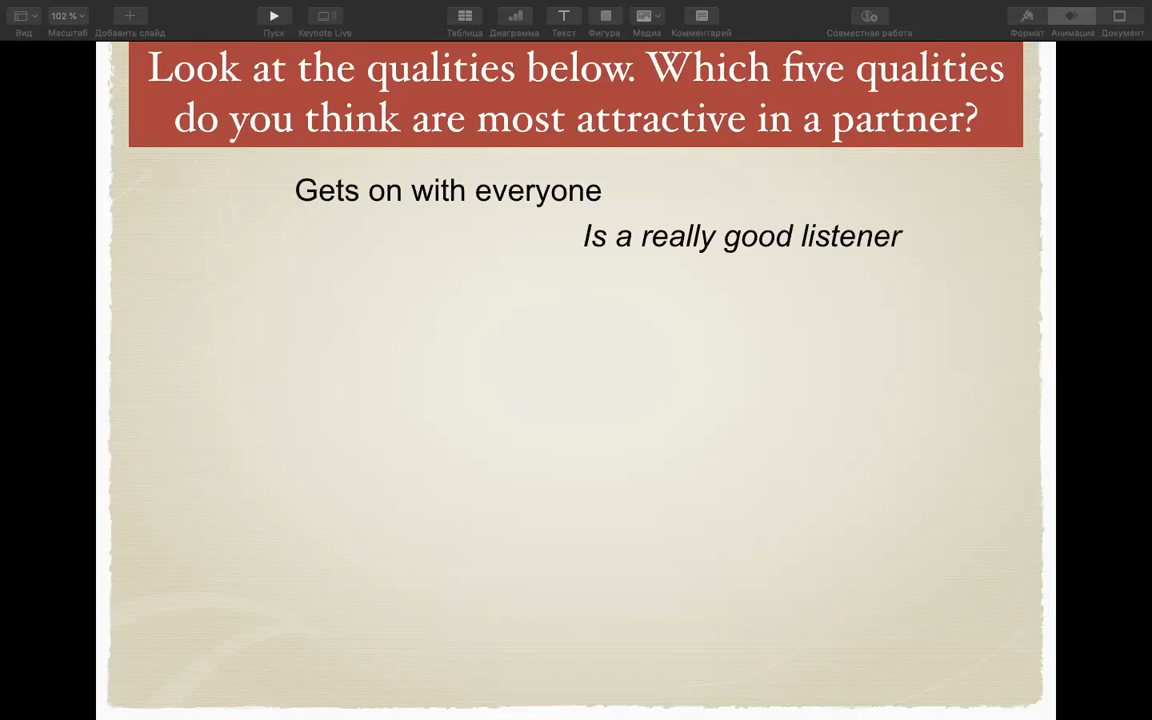 102 %
Вид
Масштаб
Добавить слайд
Пуск
Keynote Live
Таблица
Диаграмма
Текст
Фигура
Медиа
Комментарий
Совместная работа
Формат
Анимация
Документ
Look at the qualities below. Which five qualities
do you think are most attractive in a partner?
Gets on with everyone
Is a really good listener